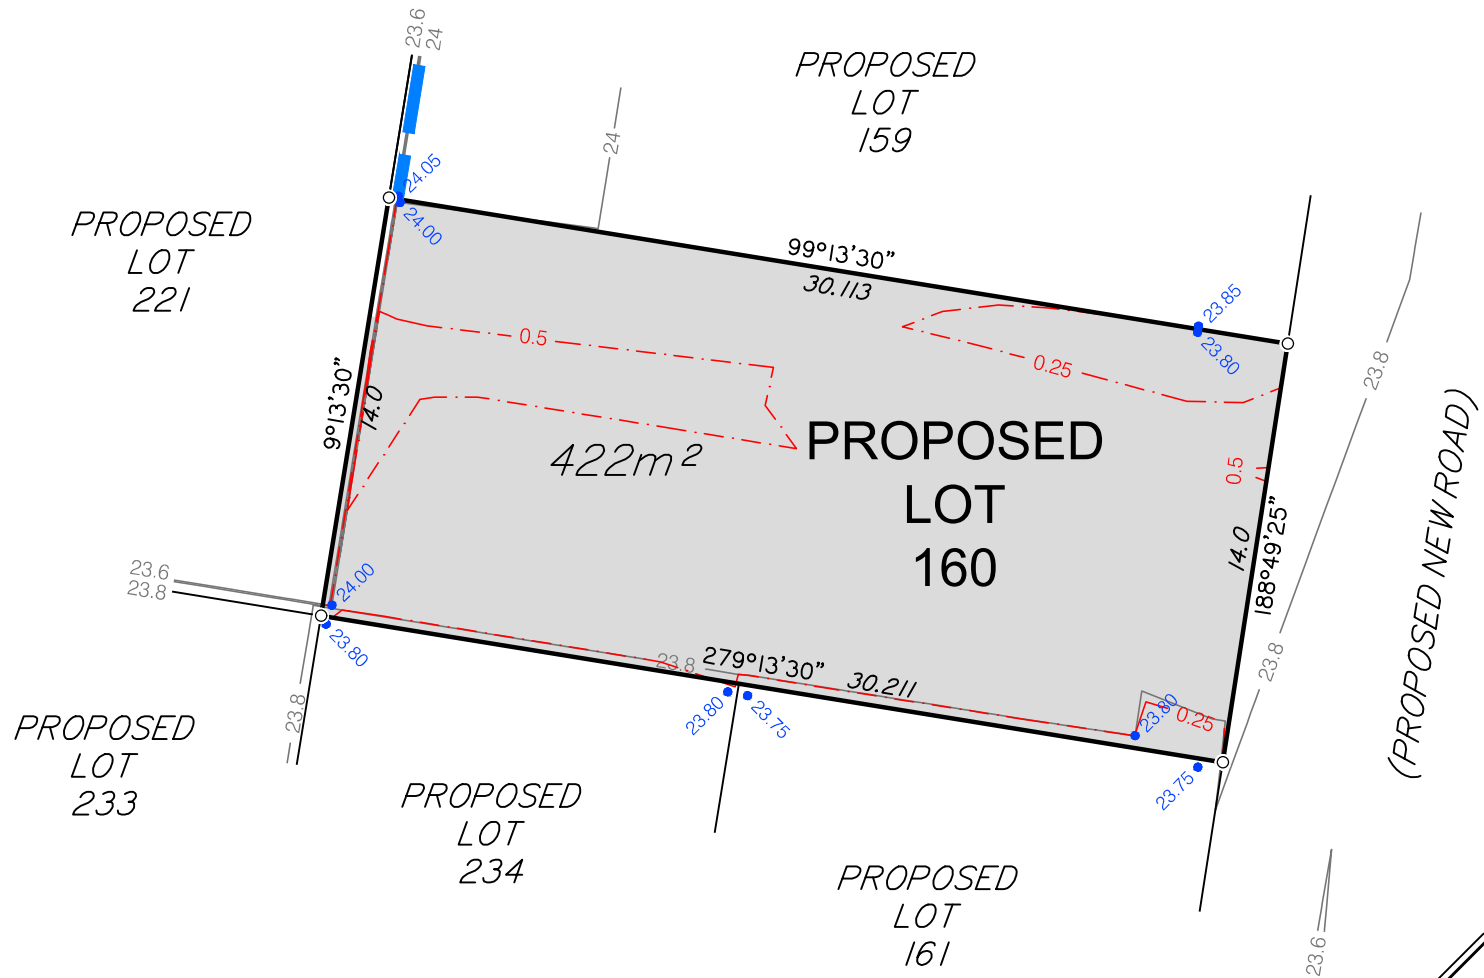 23.6
24
PROPOSED
LOT
159
24
24.05
24.00
PROPOSED
LOT
221
99°13'30"
30.113
23.85
23.80
0.5
0.25
23.8
9°13'30"
14.0
422m²
PROPOSED
LOT
160
0.5
14.0
188°49'25"
(PROPOSED NEW ROAD)
23.6
23.8
24.00
23.80
23.8
279°13'30"
30.211
23.8
23.8
23.80
23.75
23.80
0.25
23.75
PROPOSED
LOT
233
PROPOSED
LOT
234
PROPOSED
LOT
161
23.6